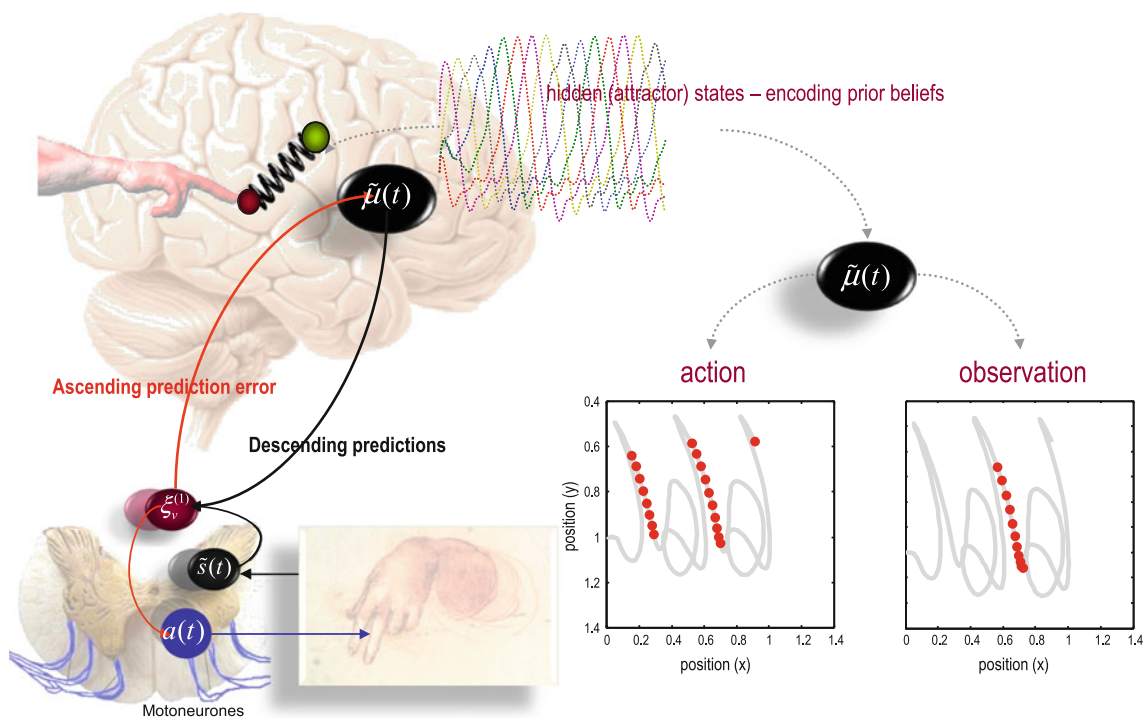 hidden (attractor) states – encoding prior beliefs
μ̃(t)
μ̃(t)
Ascending prediction error
Descending predictions
ξᵥ⁽¹⁾
s̃(t)
a(t)
Motoneurones
action
0.4
0.6
0.8
1
1.2
1.4
position (y)
0 0.2 0.4 0.6 0.8 1 1.2 1.4
position (x)
observation
0 0.2 0.4 0.6 0.8 1 1.2 1.4
position (x)